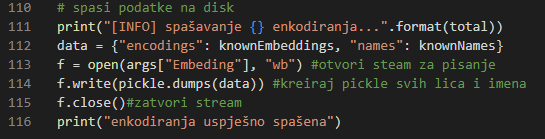 110 # spasi podatke na disk
111 print("[INFO] spašavanje {} enkodiranja...".format(total))
112 data = {"encodings": knownEmbeddings, "names": knownNames}
113 f = open(args["Embeding"], "wb") #otvori steam za pisanje
114 f.write(pickle.dumps(data)) #kreiraj pickle svih lica i imena
115 f.close()#zatvori stream
116 print("enkodiranja uspješno spašena")